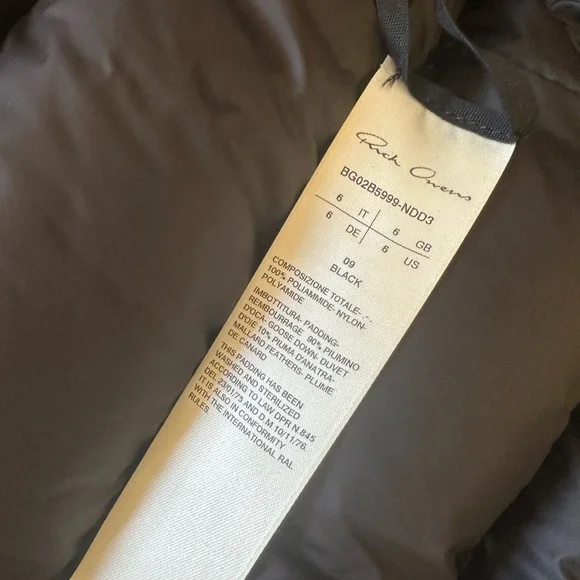 Rick Owens
BG02B5999-NDD3
6 IT 6 GB
6 DE 6 US
09
BLACK
COMPOSIZIONE TOTALE-
100% POLIAMMIDE- NYLON-
POLYAMIDE
IMBOTTITURA- PADDING-
REMBOURRAGE 90% PIUMINO
D'OCA- GOOSE DOWN- DUVET
D'OIE 10% PIUMA D'ANATRA-
MALLARD FEATHERS- PLUME
DE CANARD
THIS PADDING HAS BEEN
WASHED AND STERILIZED
ACCORDING TO LAW DPR N.845
DEL 23/01/75 AND D.M.10/11/76.
IT IS ALSO IN CONFORMITY
WITH THE INTERNATIONAL RAL
RULES.